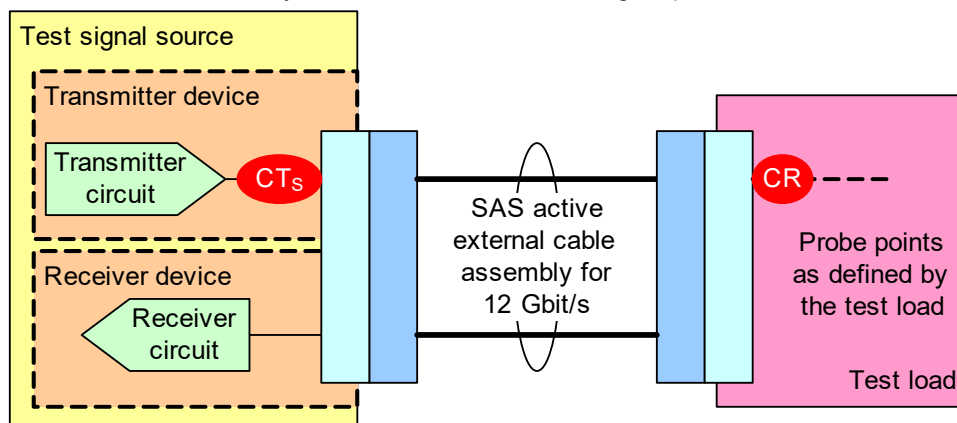 Test signal source
Transmitter device
Transmitter
circuit
CTS
CR
SAS active
external cable
assembly for
12 Gbit/s
Probe points
as defined by
the test load
Receiver device
Receiver
circuit
Test load